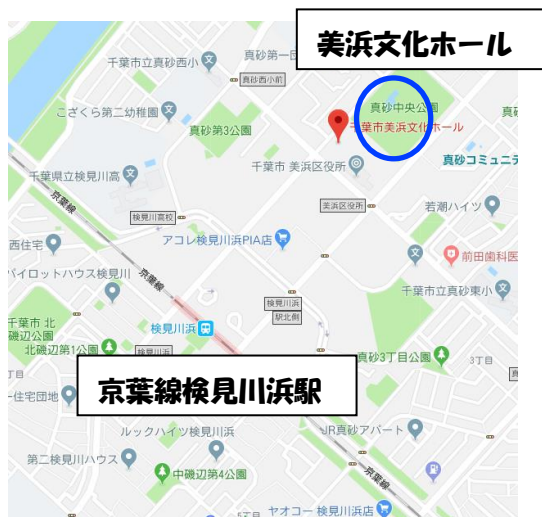 美浜文化ホール
千葉市立真砂西小
真砂第一団
真砂西小前
こざくら第二幼稚園
真砂第3公園
真砂中央公園
千葉市美浜文化ホール
千葉県立検見川高
千葉市 美浜区役所
真砂コミュニテ
京葉線
検見川高校
美浜区役所
若潮ハイツ
西住宅
アコレ検見川浜PIA店
前田歯科医
パイロットハウス検見川
京葉線
千葉市立真砂東小
検見川浜
駅北側
千葉市 北
磯辺公園
検見川浜
北磯辺第1公園
検見川浜
真砂3丁目公園
3丁目
丁目
京葉線検見川浜駅
住宅団地
ルックハイツ検見川浜
JR真砂アパート
第二検見川ハウス
中磯辺第4公園
京葉線
5丁目
ヤオコー 検見川浜店